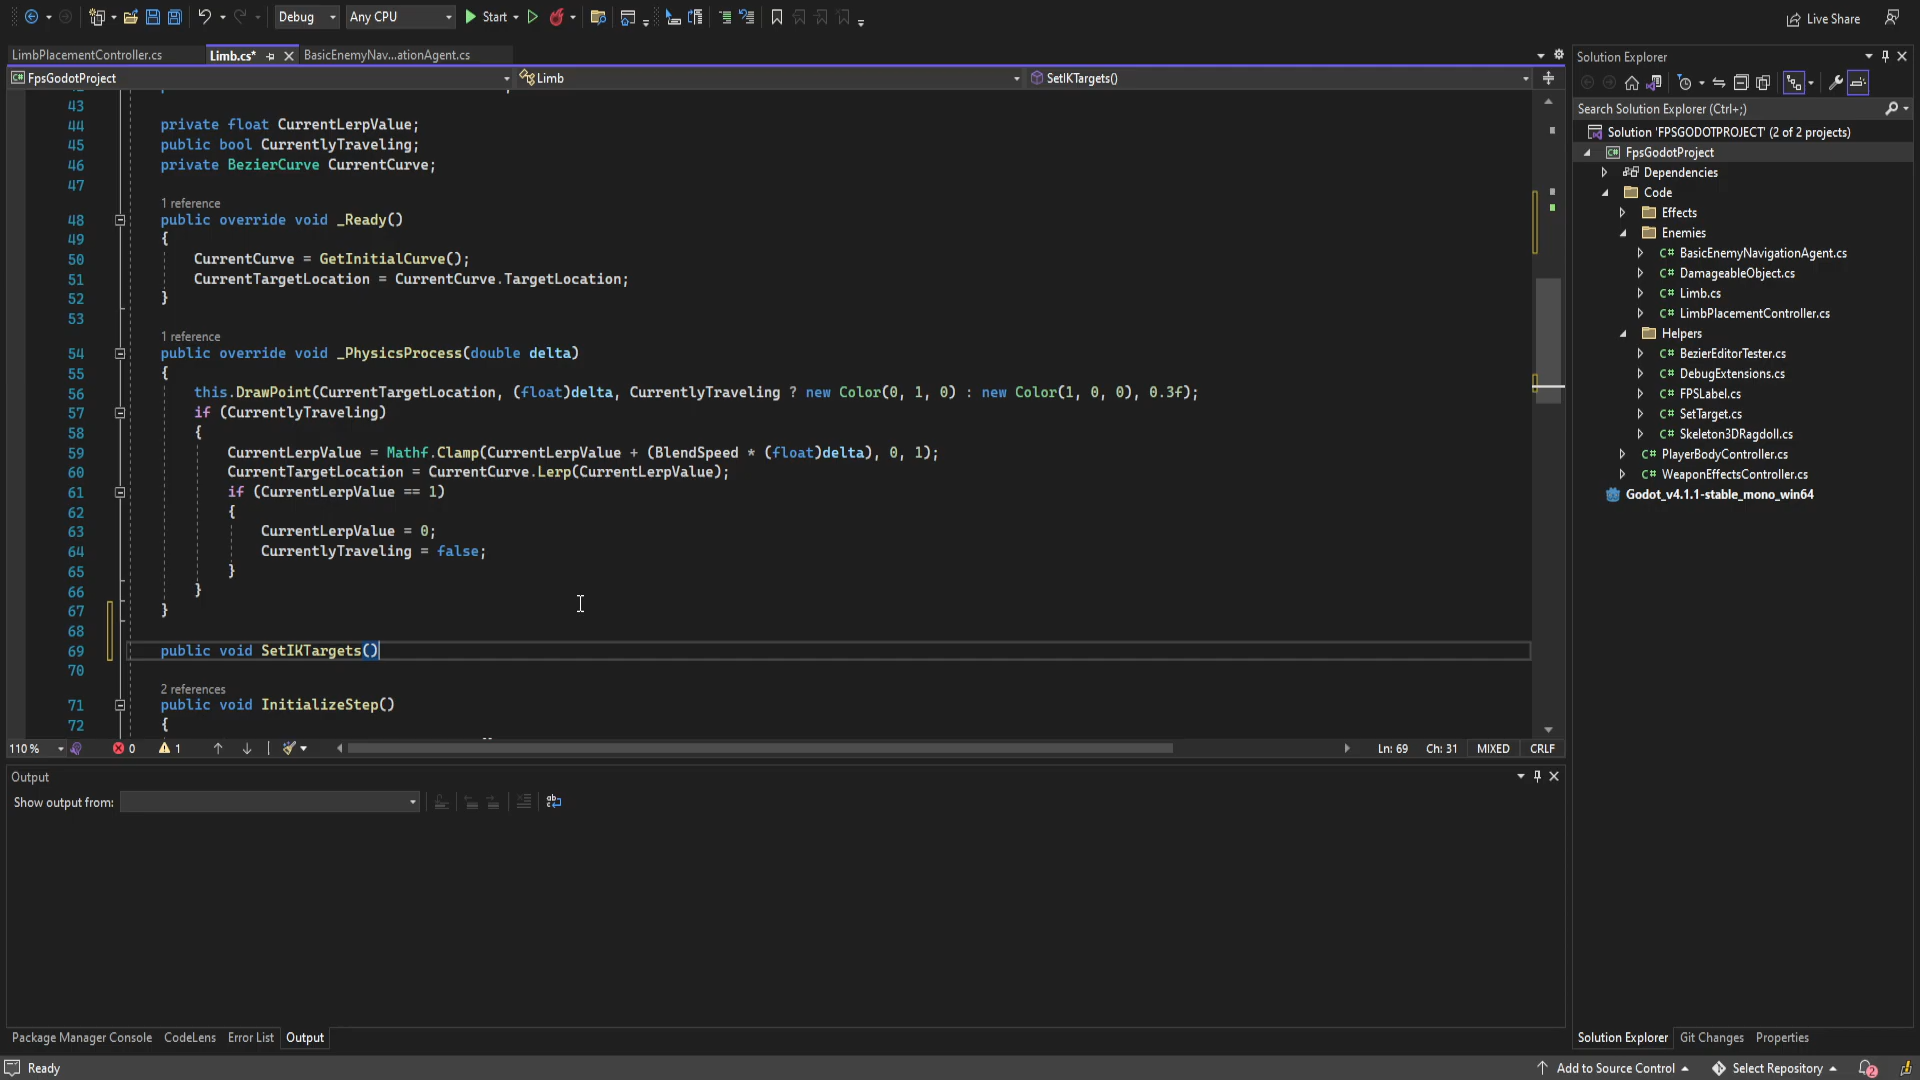 Debug
Any CPU
Start
Live Share
LimbPlacementController.cs
Limb.cs*
BasicEnemyNav...ationAgent.cs
FpsGodotProject
Limb
SetIKTargets()
43
44 private float CurrentLerpValue;
45 public bool CurrentlyTraveling;
46 private BezierCurve CurrentCurve;
47
1 reference
48 public override void _Ready()
49 {
50 CurrentCurve = GetInitialCurve();
51 CurrentTargetLocation = CurrentCurve.TargetLocation;
52 }
53
1 reference
54 public override void _PhysicsProcess(double delta)
55 {
56 this.DrawPoint(CurrentTargetLocation, (float)delta, CurrentlyTraveling ? new Color(0, 1, 0) : new Color(1, 0, 0), 0.3f);
57 if (CurrentlyTraveling)
58 {
59 CurrentLerpValue = Mathf.Clamp(CurrentLerpValue + (BlendSpeed * (float)delta), 0, 1);
60 CurrentTargetLocation = CurrentCurve.Lerp(CurrentLerpValue);
61 if (CurrentLerpValue == 1)
62 {
63 CurrentLerpValue = 0;
64 CurrentlyTraveling = false;
65 }
66 }
67 }
68
69 public void SetIKTargets()
70
2 references
71 public void InitializeStep()
72 {
110 %
0
1
Ln: 69
Ch: 31
MIXED
CRLF
Output
Show output from:
Package Manager Console
CodeLens
Error List
Output
Solution Explorer
Search Solution Explorer (Ctrl+;)
Solution 'FPSGODOTPROJECT' (2 of 2 projects)
C# FpsGodotProject
Dependencies
Code
Effects
Enemies
C# BasicEnemyNavigationAgent.cs
C# DamageableObject.cs
C# Limb.cs
C# LimbPlacementController.cs
Helpers
C# BezierEditorTester.cs
C# DebugExtensions.cs
C# FPSLabel.cs
C# SetTarget.cs
C# Skeleton3DRagdoll.cs
C# PlayerBodyController.cs
C# WeaponEffectsController.cs
Godot_v4.1.1-stable_mono_win64
Solution Explorer
Git Changes
Properties
Ready
Add to Source Control
Select Repository
2